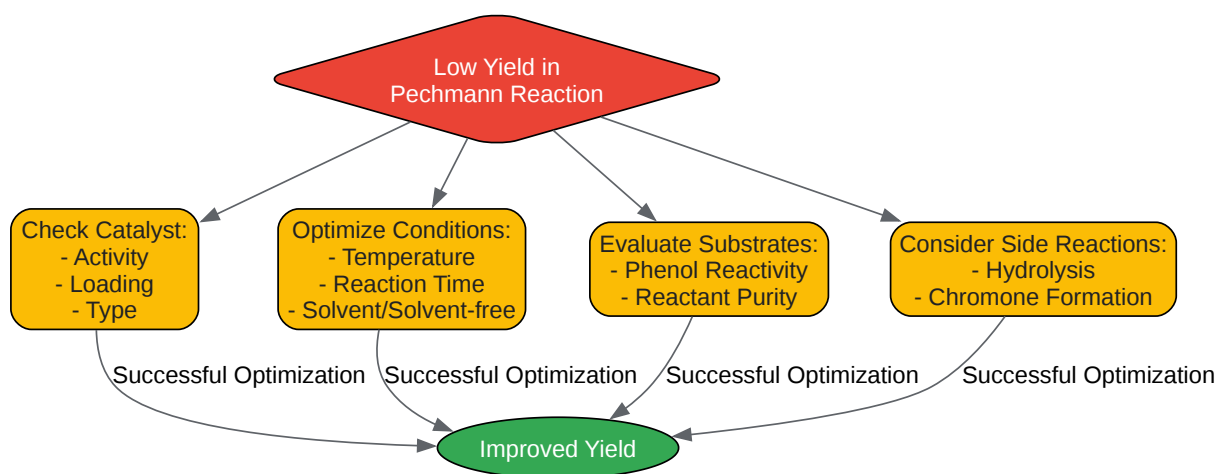 Low Yield in
Pechmann Reaction
Check Catalyst:
- Activity
- Loading
- Type
Optimize Conditions:
- Temperature
- Reaction Time
- Solvent/Solvent-free
Evaluate Substrates:
- Phenol Reactivity
- Reactant Purity
Consider Side Reactions:
- Hydrolysis
- Chromone Formation
Successful Optimization
Successful Optimization
Successful Optimization
Successful Optimization
Improved Yield